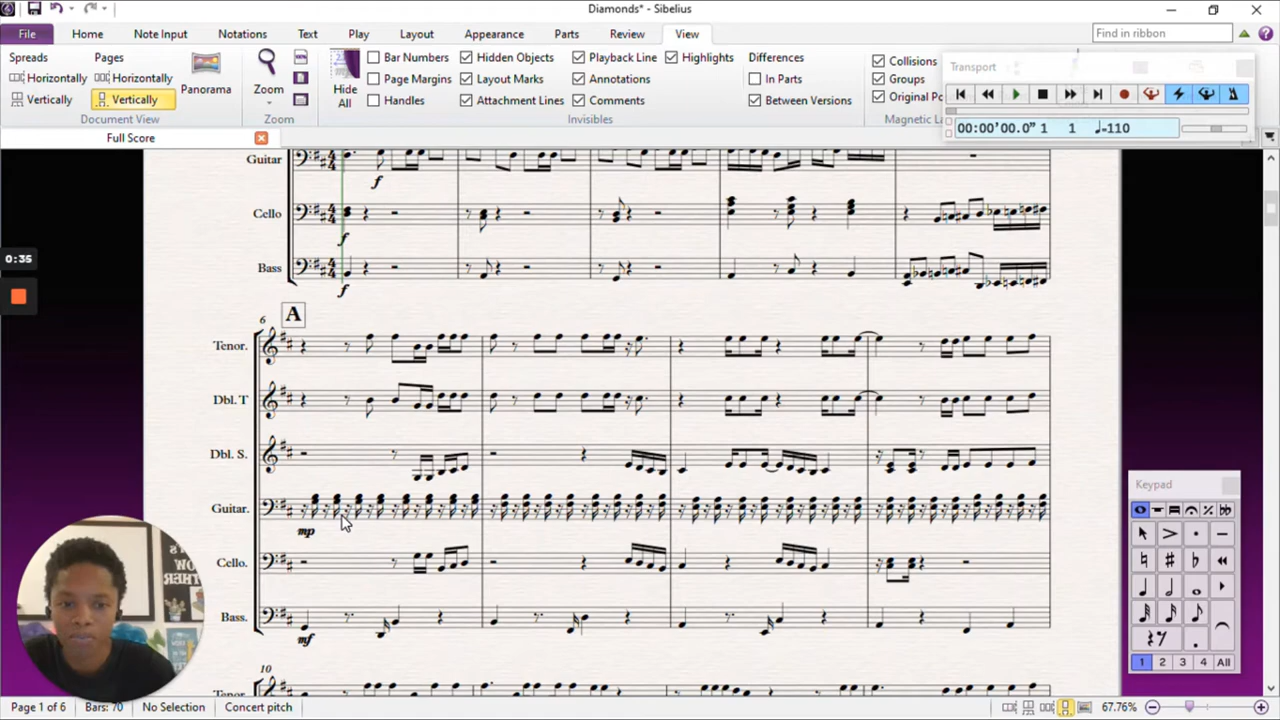 Diamonds* - Sibelius
File Home Note Input Notations Text Play Layout Appearance Parts Review View Find in ribbon
Spreads Pages Bar Numbers Hidden Objects Playback Line Highlights Differences Collisions Transport
Horizontally Horizontally Page Margins Layout Marks Annotations In Parts Groups
Vertically Vertically Panorama Zoom Hide All Handles Attachment Lines Comments Between Versions Original Po
Document View Zoom Invisibles Magnetic La 00:00'00.0" 1 1 =110
Full Score
Guitar
f
Cello
f
0:35
Bass
f
6 A
Tenor.
Dbl. T
Dbl. S.
Keypad
Guitar.
mp
Cello.
Bass.
mf
1 2 3 4 All
10
Tenor.
Page 1 of 6 Bars: 70 No Selection Concert pitch 67.76%